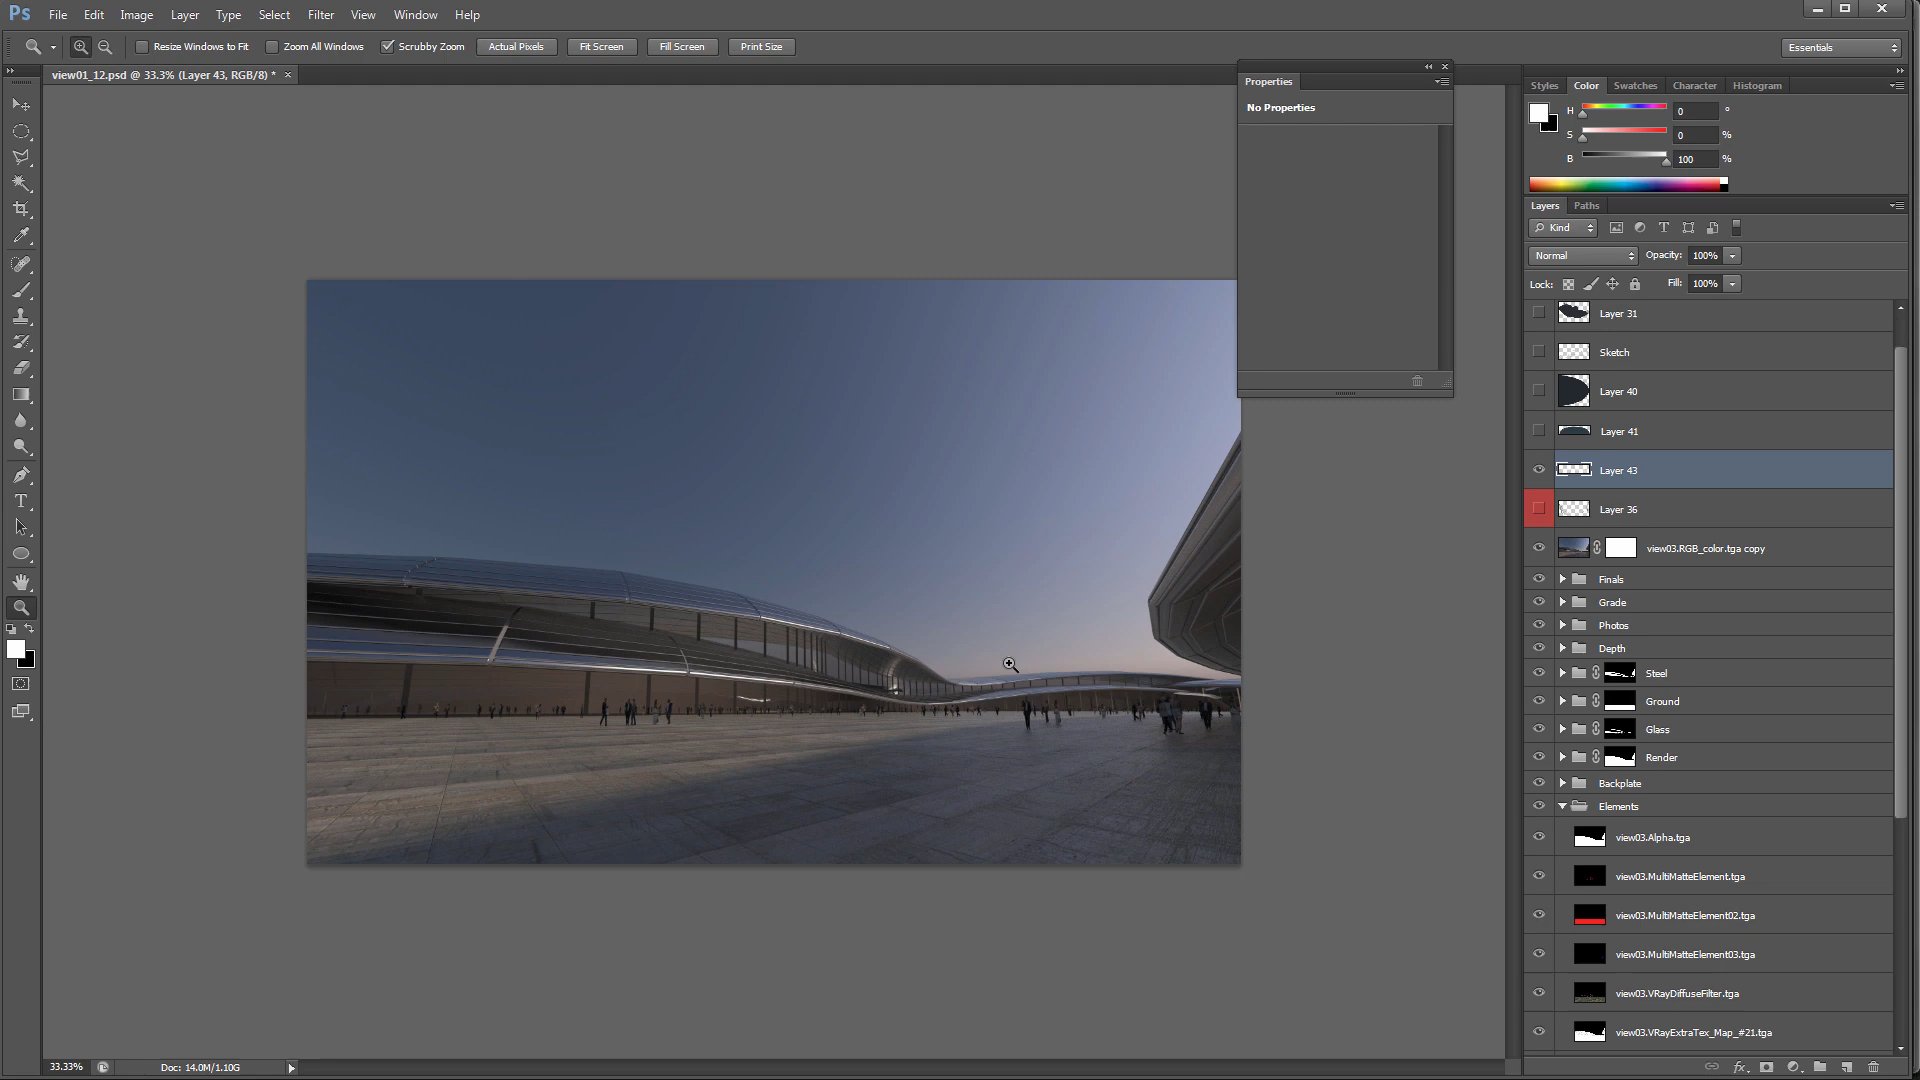 Ps File Edit Image Layer Type Select Filter View Window Help
Resize Windows to Fit Zoom All Windows Scrubby Zoom Actual Pixels Fit Screen Fill Screen Print Size Essentials
view01_12.psd @ 33.3% (Layer 43, RGB/8) * ×
Properties
No Properties
Styles Color Swatches Character Histogram
H 0 °
S 0 %
B 100 %
Layers Paths
Kind
Normal Opacity: 100%
Lock: Fill: 100%
Layer 31
Sketch
Layer 40
Layer 41
Layer 43
Layer 36
view03.RGB_color.tga copy
Finals
Grade
Photos
Depth
Steel
Ground
Glass
Render
Backplate
Elements
view03.Alpha.tga
view03.MultiMatteElement.tga
view03.MultiMatteElement02.tga
view03.MultiMatteElement03.tga
view03.VRayDiffuseFilter.tga
view03.VRayExtraTex_Map_#21.tga
33.33% Doc: 14.0M/1.10G
fx